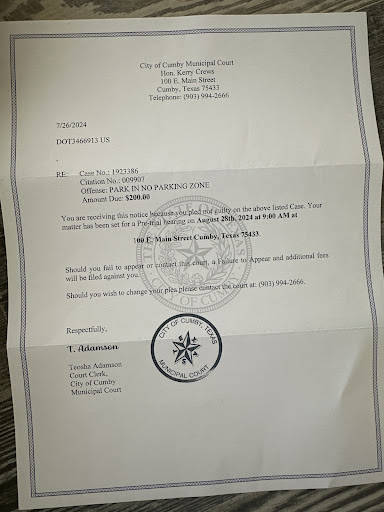 City of Cumby Municipal Court
Hon. Kerry Crews
100 E. Main Street
Cumby, Texas 75433
Telephone: (903) 994-2666
7/26/2024
DOT3466913 US
.
RE: Case No.: 1923386
Citation No.: 009907
Offense: PARK IN NO PARKING ZONE
Amount Due: $200.00
You are receiving this notice because you pled not guilty on the above listed Case. Your
matter has been set for a Pre-trial hearing on August 28th, 2024 at 9:00 AM at
100 E. Main Street Cumby, Texas 75433.
Should you fail to appear or contact this court, a Failure to Appear and additional fees
will be filed against you.
Should you wish to change your plea please contact the court at: (903) 994-2666.
Respectfully,
T. Adamson
Teosha Adamson
Court Clerk,
City of Cumby
Municipal Court
CITY OF CUMBY, TEXAS
MUNICIPAL COURT
CITY OF CUMBY